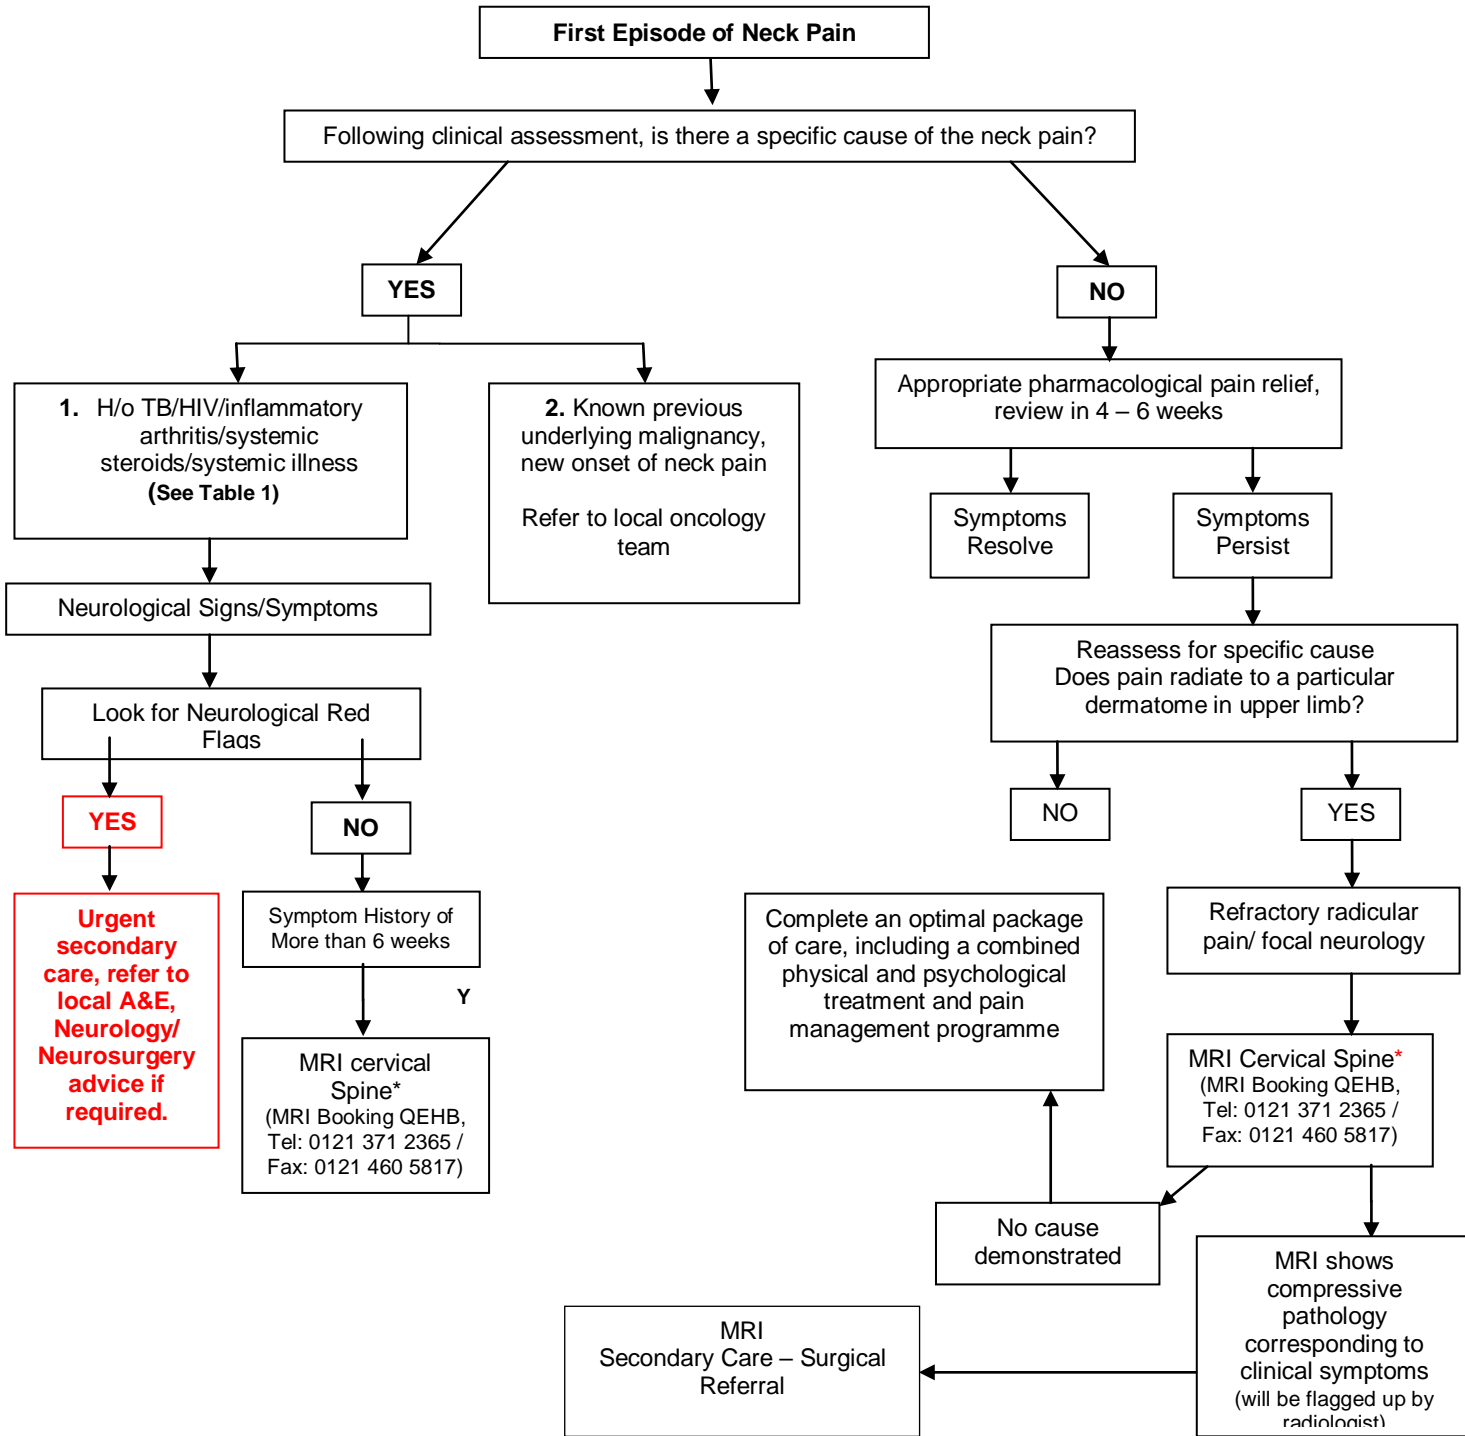 First Episode of Neck Pain
Following clinical assessment, is there a specific cause of the neck pain?
YES
NO
1. H/o TB/HIV/inflammatory
arthritis/systemic
steroids/systemic illness
(See Table 1)
2. Known previous
underlying malignancy,
new onset of neck pain
Refer to local oncology
team
Appropriate pharmacological pain relief,
review in 4 – 6 weeks
Symptoms
Resolve
Symptoms
Persist
Neurological Signs/Symptoms
Reassess for specific cause
Does pain radiate to a particular
dermatome in upper limb?
Look for Neurological Red
Flags
YES
NO
NO
YES
Urgent
secondary
care, refer to
local A&E,
Neurology/
Neurosurgery
advice if
required.
Symptom History of
More than 6 weeks
Y
MRI cervical
Spine*
(MRI Booking QEHB,
Tel: 0121 371 2365 /
Fax: 0121 460 5817)
Complete an optimal package
of care, including a combined
physical and psychological
treatment and pain
management programme
Refractory radicular
pain/ focal neurology
MRI Cervical Spine*
(MRI Booking QEHB,
Tel: 0121 371 2365 /
Fax: 0121 460 5817)
No cause
demonstrated
MRI shows
compressive
pathology
corresponding to
clinical symptoms
(will be flagged up by
radiologist)
MRI
Secondary Care – Surgical
Referral